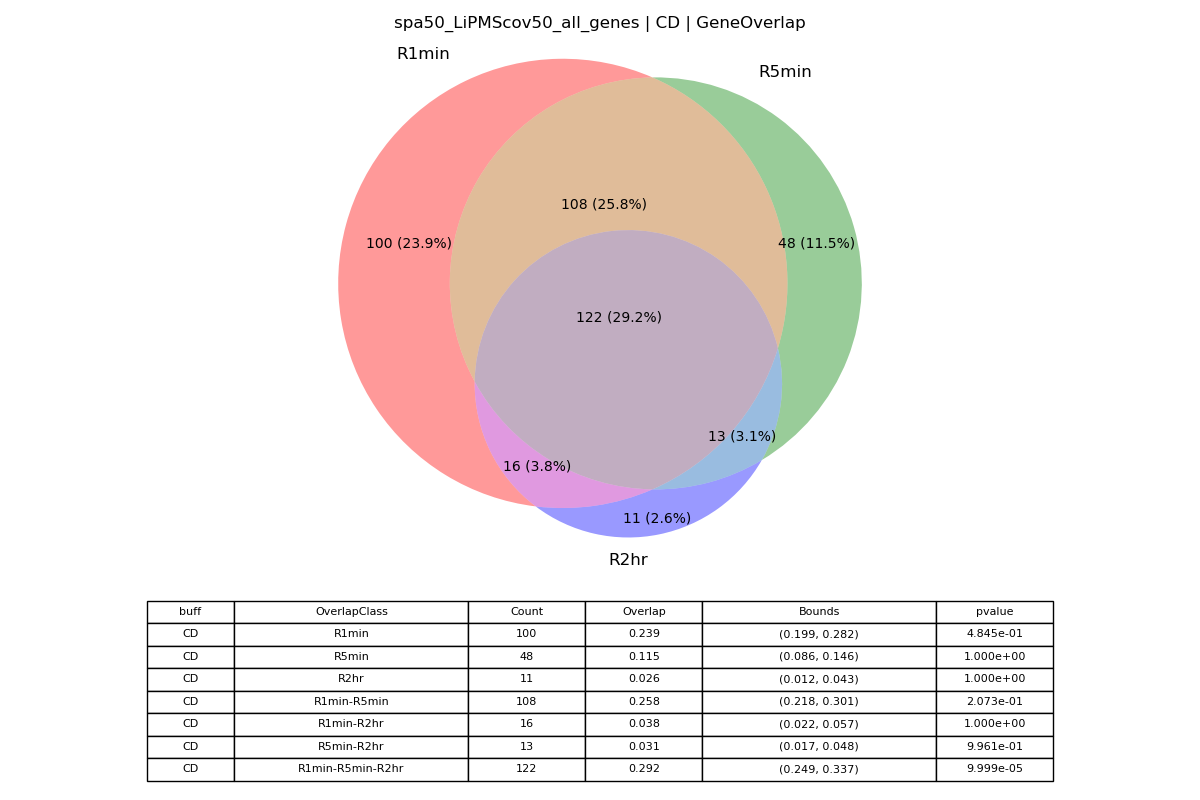 spa50_LiPMScov50_all_genes | CD | GeneOverlap
R1min
R5min
108 (25.8%)
100 (23.9%)
48 (11.5%)
122 (29.2%)
13 (3.1%)
16 (3.8%)
11 (2.6%)
R2hr
buff OverlapClass Count Overlap Bounds pvalue
CD R1min 100 0.239 (0.199, 0.282) 4.845e-01
CD R5min 48 0.115 (0.086, 0.146) 1.000e+00
CD R2hr 11 0.026 (0.012, 0.043) 1.000e+00
CD R1min-R5min 108 0.258 (0.218, 0.301) 2.073e-01
CD R1min-R2hr 16 0.038 (0.022, 0.057) 1.000e+00
CD R5min-R2hr 13 0.031 (0.017, 0.048) 9.961e-01
CD R1min-R5min-R2hr 122 0.292 (0.249, 0.337) 9.999e-05